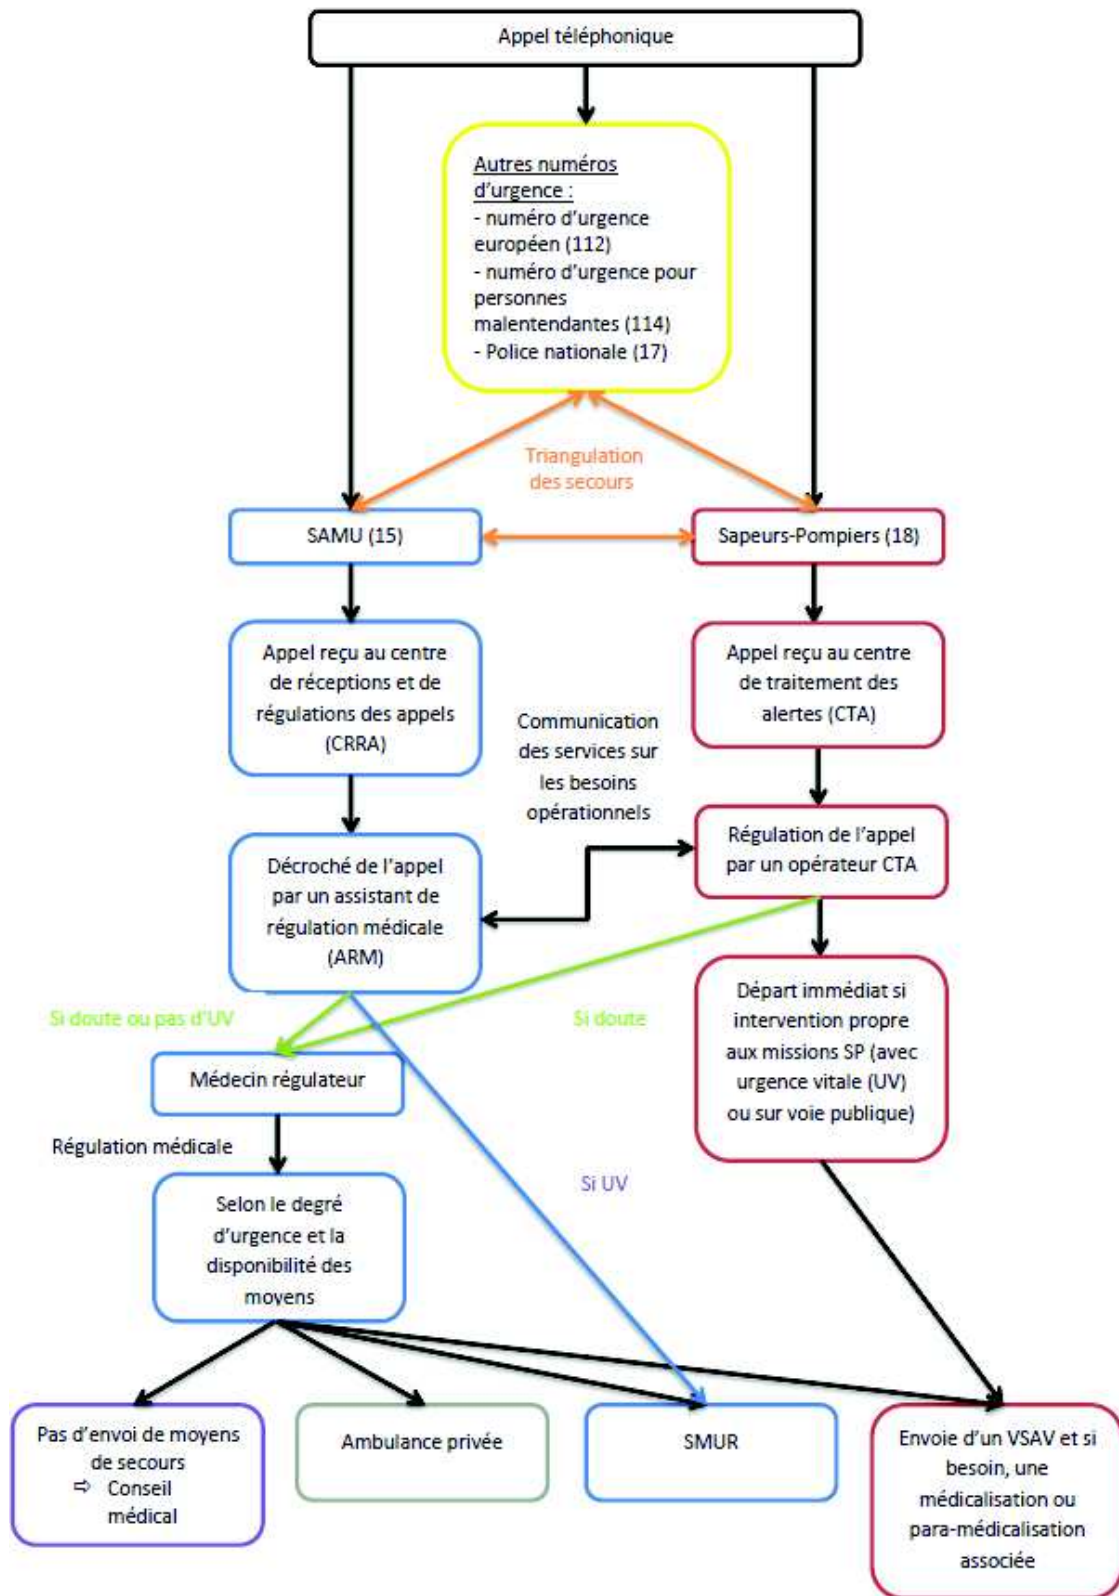 Appel téléphonique
Autres numéros
d'urgence :
- numéro d'urgence
européen (112)
- numéro d'urgence pour
personnes
malentendantes (114)
- Police nationale (17)
Triangulation
des secours
SAMU (15)
Sapeurs-Pompiers (18)
Appel reçu au centre
de réceptions et de
régulations des appels
(CRRA)
Appel reçu au centre
de traitement des
alertes (CTA)
Communication
des services sur
les besoins
opérationnels
Décroché de l'appel
par un assistant de
régulation médicale
(ARM)
Régulation de l'appel
par un opérateur CTA
Si doute ou pas d'UV
Si doute
Départ immédiat si
intervention propre
aux missions SP (avec
urgence vitale (UV)
ou sur voie publique)
Médecin régulateur
Régulation médicale
Si UV
Selon le degré
d'urgence et la
disponibilité des
moyens
Pas d'envoi de moyens
de secours
⇨ Conseil
médical
Ambulance privée
SMUR
Envoie d'un VSAV et si
besoin, une
médicalisation ou
para-médicalisation
associée